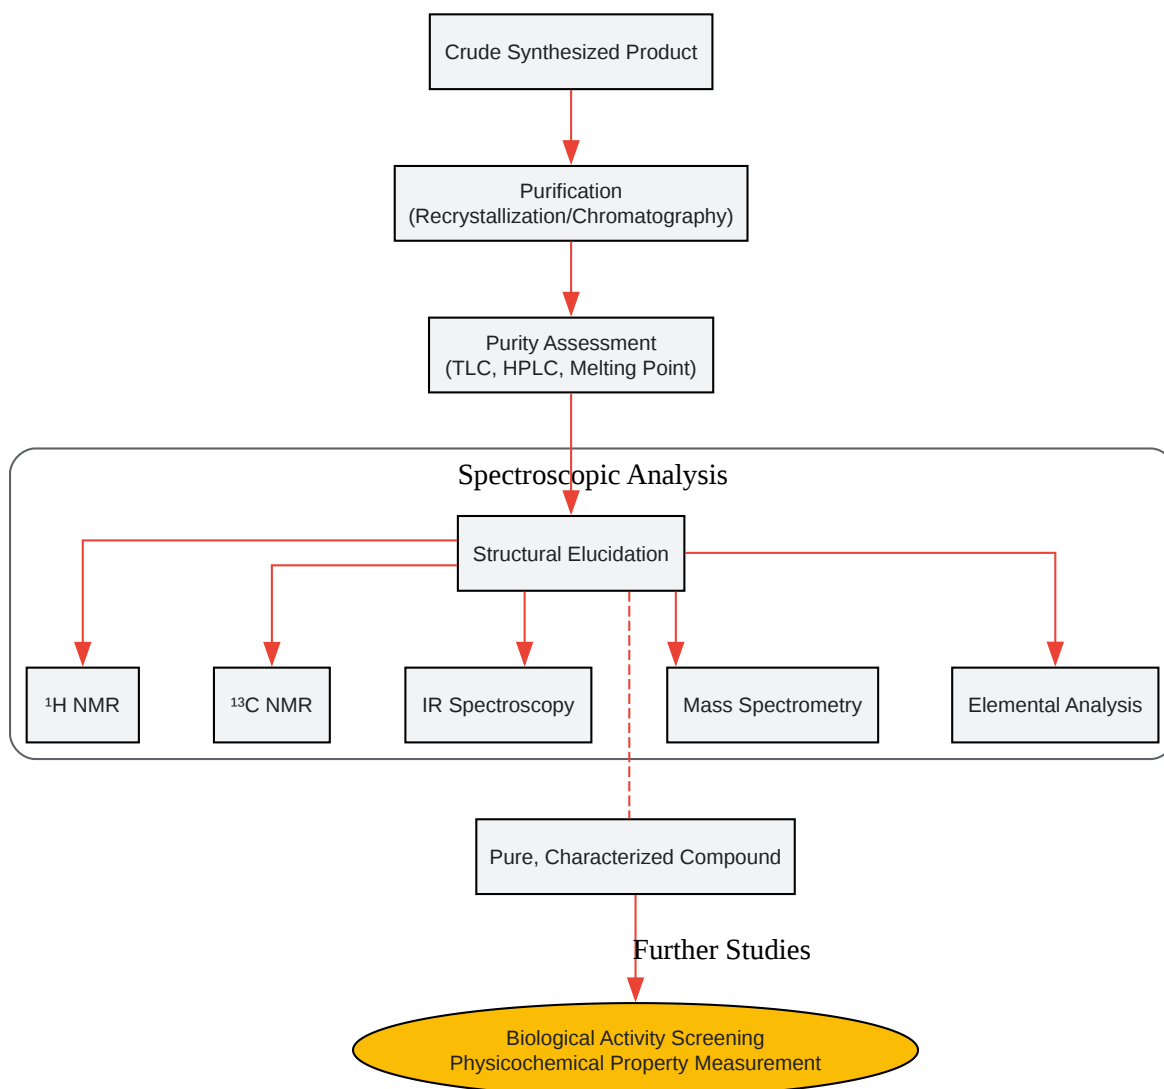 Crude Synthesized Product
Purification
(Recrystallization/Chromatography)
Purity Assessment
(TLC, HPLC, Melting Point)
Spectroscopic Analysis
Structural Elucidation
¹H NMR
¹³C NMR
IR Spectroscopy
Mass Spectrometry
Elemental Analysis
Pure, Characterized Compound
Further Studies
Biological Activity Screening
Physicochemical Property Measurement